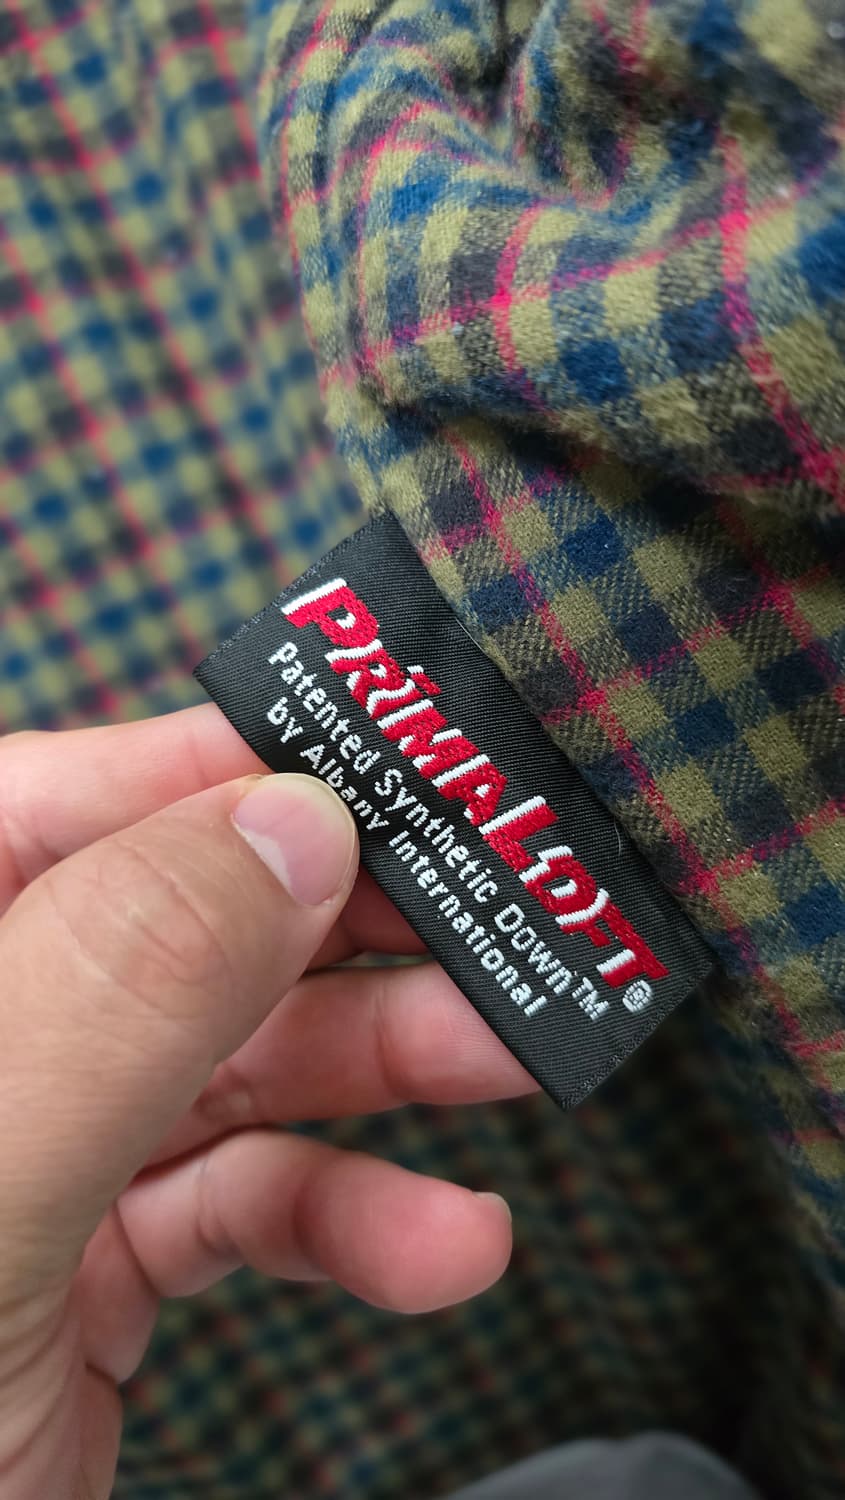 PRIMALOFT®
Patented Synthetic Down™
by Albany International